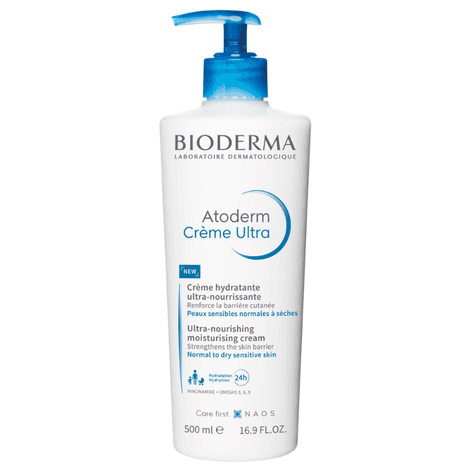 BIODERMA
LABORATOIRE DERMATOLOGIQUE
Atoderm
Crème Ultra
NEW
Crème hydratante
ultra-nourrissante
Renforce la barrière cutanée
Peaux sensibles normales à sèches
Ultra-nourishing
moisturising cream
Strengthens the skin barrier
Normal to dry sensitive skin
Hydratation
Hydration
24h
NIACINAMIDE + OMEGAS 3, 6, 9
Care first.
NAOS
500 ml ℮ 16.9 FL.OZ.